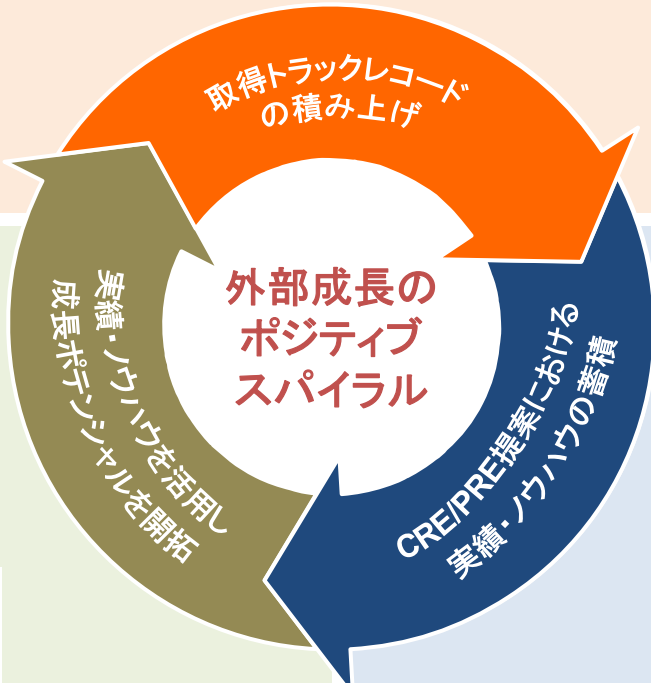 取得トラックレコード
の積み上げ
外部成長の
ポジティブ
スパイラル
CRE/PRE提案における
実績・ノウハウの蓄積
実績・ノウハウを活用し
成長ポテンシャルを開拓